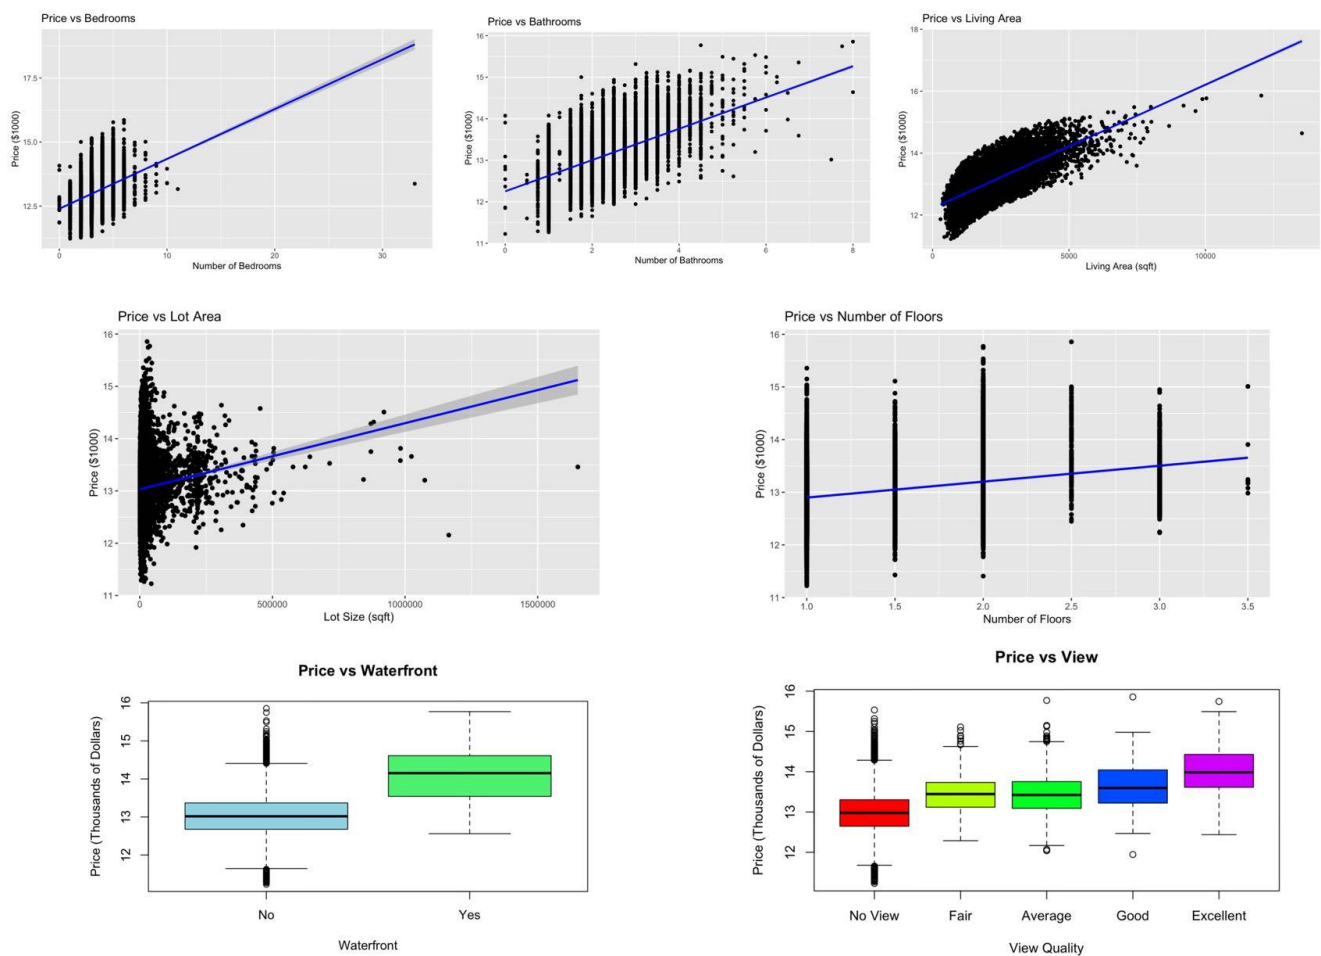 Price vs Bedrooms
17.5
15.0
12.5
0
10
20
30
Price ($1000)
Number of Bedrooms
Price vs Bathrooms
16
15
14
13
12
11
0
2
4
6
8
Price ($1000)
Number of Bathrooms
Price vs Living Area
18
16
14
12
0
5000
10000
Price ($1000)
Living Area (sqft)
Price vs Lot Area
16
15
14
13
12
11
0
500000
1000000
1500000
Price ($1000)
Lot Size (sqft)
Price vs Number of Floors
16
15
14
13
12
11
1.0
1.5
2.0
2.5
3.0
3.5
Price ($1000)
Number of Floors
Price vs Waterfront
16
15
14
13
12
Price (Thousands of Dollars)
No
Yes
Waterfront
Price vs View
16
15
14
13
12
Price (Thousands of Dollars)
No View
Fair
Average
Good
Excellent
View Quality